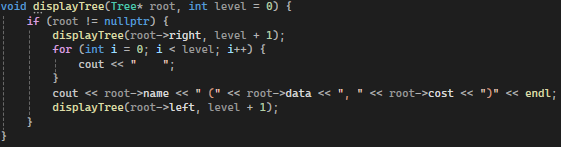 void displayTree(Tree* root, int level = 0) {
    if (root != nullptr) {
        displayTree(root->right, level + 1);
        for (int i = 0; i < level; i++) {
            cout << "    ";
        }
        cout << root->name << " (" << root->data << ", " << root->cost << ")" << endl;
        displayTree(root->left, level + 1);
    }
}